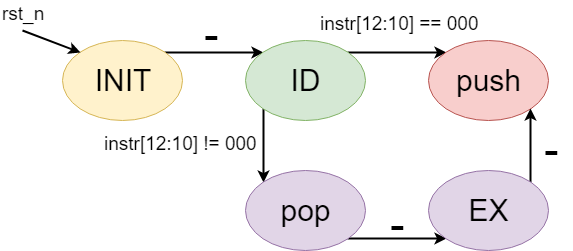 rst_n
instr[12:10] == 000
-
INIT
ID
push
instr[12:10] != 000
-
pop
-
EX